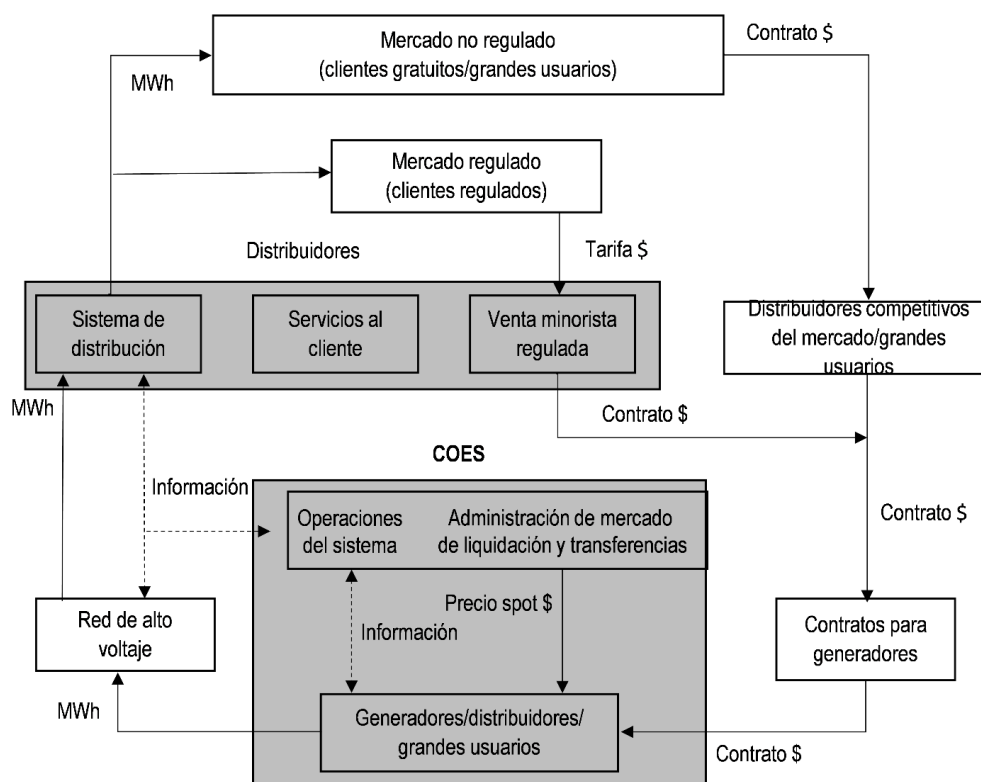 Mercado no regulado
(clientes gratuitos/grandes usuarios)
Contrato $
MWh
Mercado regulado
(clientes regulados)
Distribuidores
Tarifa $
Sistema de
distribución
Servicios al
cliente
Venta minorista
regulada
Distribuidores competitivos
del mercado/grandes
usuarios
MWh
Contrato $
COES
Información
Operaciones
del sistema
Administración de mercado
de liquidación y transferencias
Contrato $
Precio spot $
Información
Red de alto
voltaje
Contratos para
generadores
MWh
Generadores/distribuidores/
grandes usuarios
Contrato $